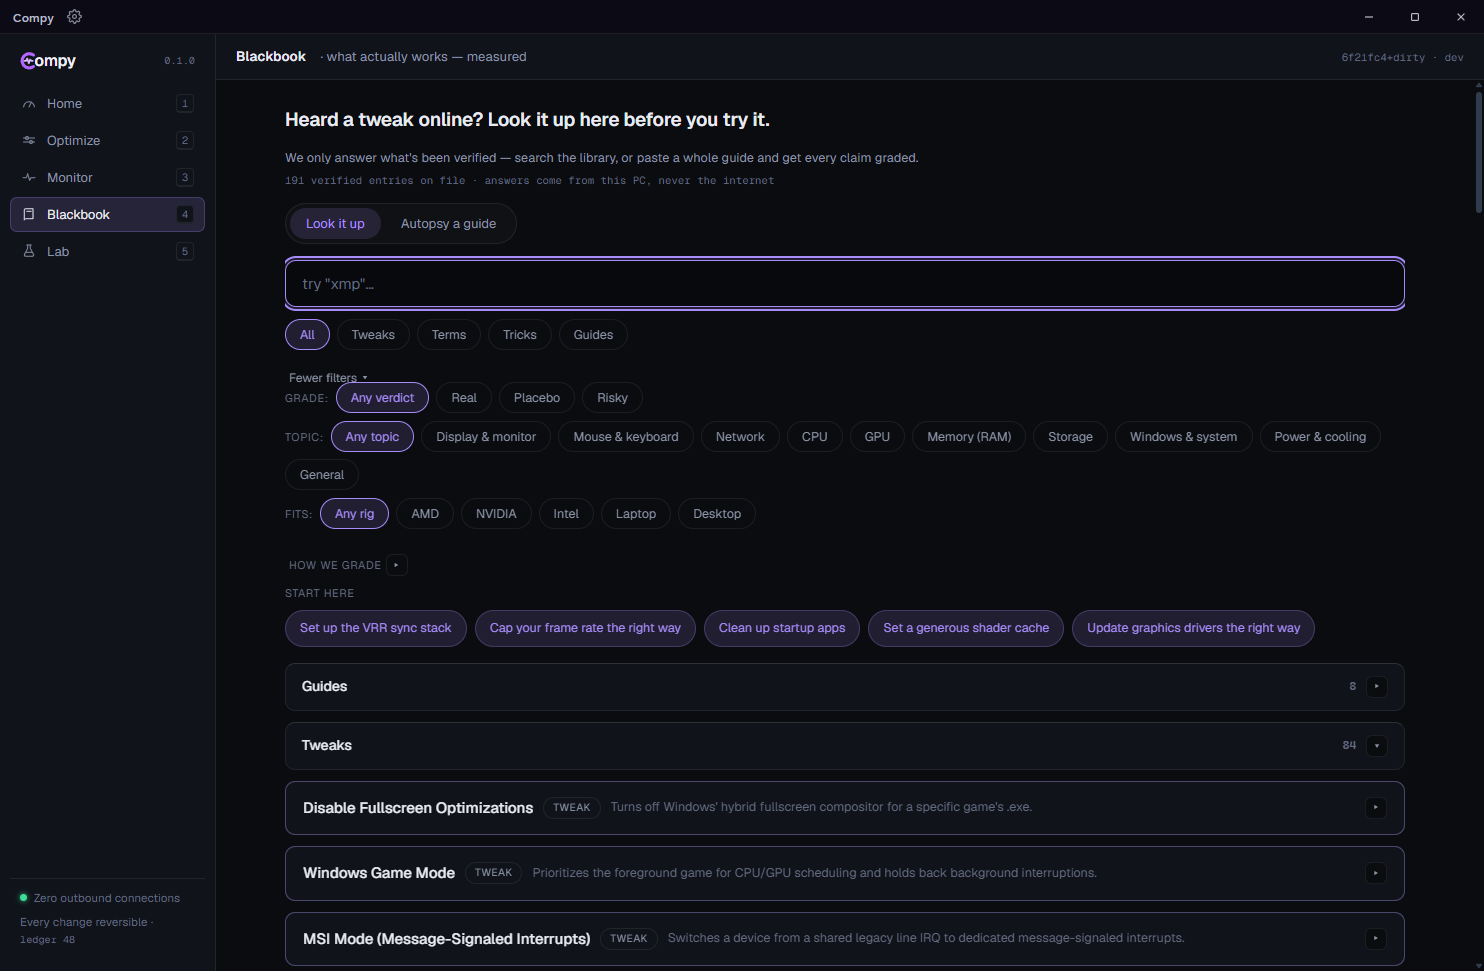 Compy
Compy 0.1.0
Home 1
Optimize 2
Monitor 3
Blackbook 4
Lab 5
Zero outbound connections
Every change reversible ·
ledger 48
Blackbook · what actually works — measured
6f21fc4+dirty · dev
Heard a tweak online? Look it up here before you try it.
We only answer what's been verified — search the library, or paste a whole guide and get every claim graded.
191 verified entries on file · answers come from this PC, never the internet
Look it up Autopsy a guide
try "xmp"...
All Tweaks Terms Tricks Guides
Fewer filters
GRADE: Any verdict Real Placebo Risky
TOPIC: Any topic Display & monitor Mouse & keyboard Network CPU GPU Memory (RAM) Storage Windows & system Power & cooling
General
FITS: Any rig AMD NVIDIA Intel Laptop Desktop
HOW WE GRADE
START HERE
Set up the VRR sync stack Cap your frame rate the right way Clean up startup apps Set a generous shader cache Update graphics drivers the right way
Guides 8
Tweaks 84
Disable Fullscreen Optimizations TWEAK Turns off Windows' hybrid fullscreen compositor for a specific game's .exe.
Windows Game Mode TWEAK Prioritizes the foreground game for CPU/GPU scheduling and holds back background interruptions.
MSI Mode (Message-Signaled Interrupts) TWEAK Switches a device from a shared legacy line IRQ to dedicated message-signaled interrupts.